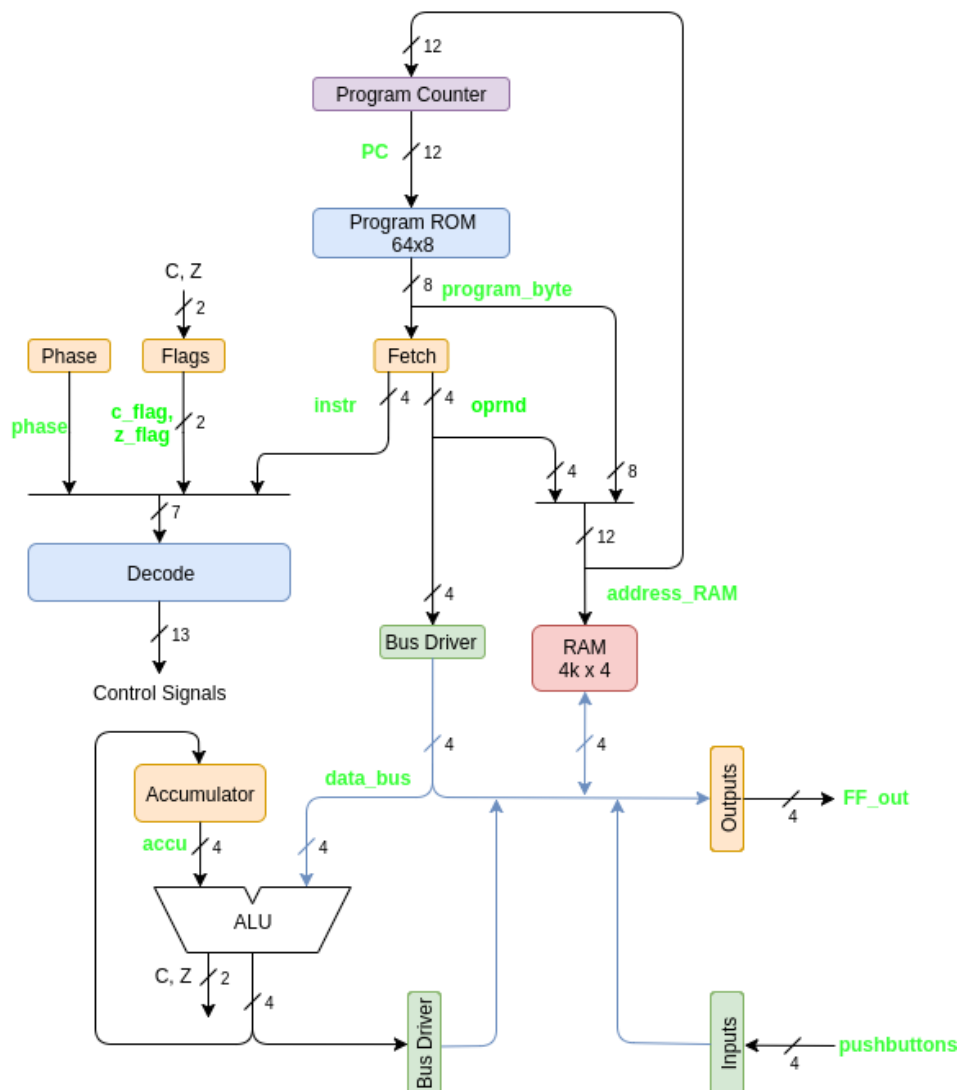 12
Program Counter
PC
12
Program ROM
64x8
C, Z
8
program_byte
2
Phase
Flags
Fetch
instr
4
4
oprnd
phase
c_flag,
z_flag
2
4
8
7
12
Decode
4
address_RAM
13
Bus Driver
RAM
4k x 4
Control Signals
4
4
data_bus
Accumulator
Outputs
FF_out
4
accu
4
4
ALU
C, Z
2
4
Bus Driver
Inputs
pushbuttons
4